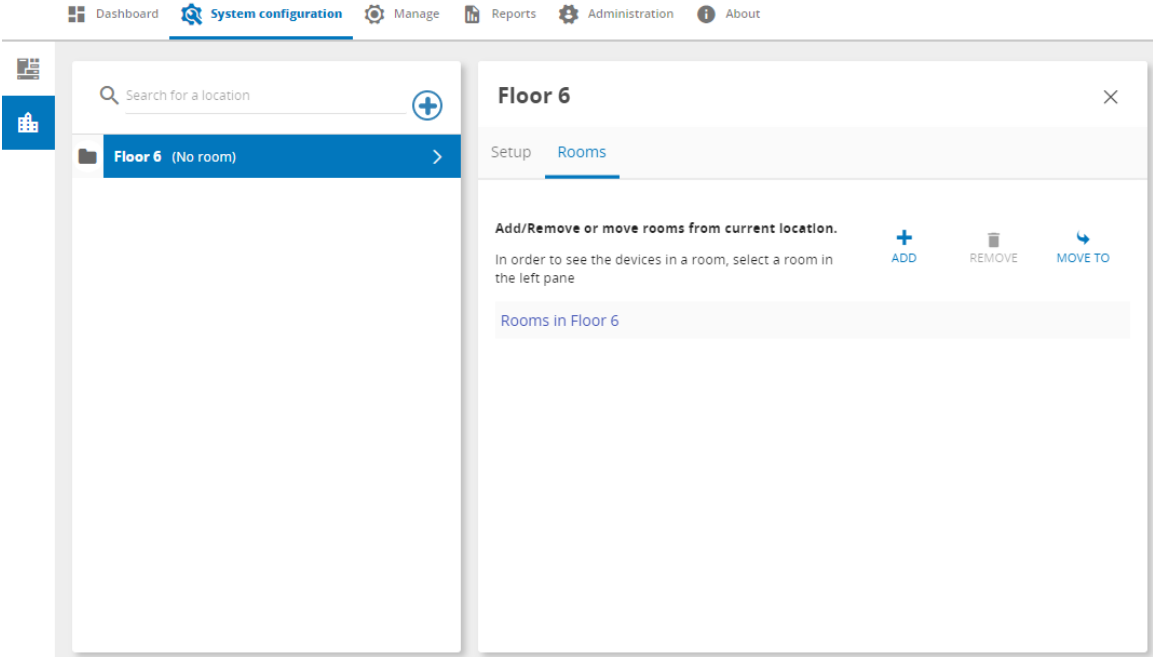 Dashboard System configuration Manage Reports Administration About
Search for a location
Floor 6 (No room)
Floor 6
Setup Rooms
Add/Remove or move rooms from current location.
In order to see the devices in a room, select a room in
the left pane
ADD REMOVE MOVE TO
Rooms in Floor 6